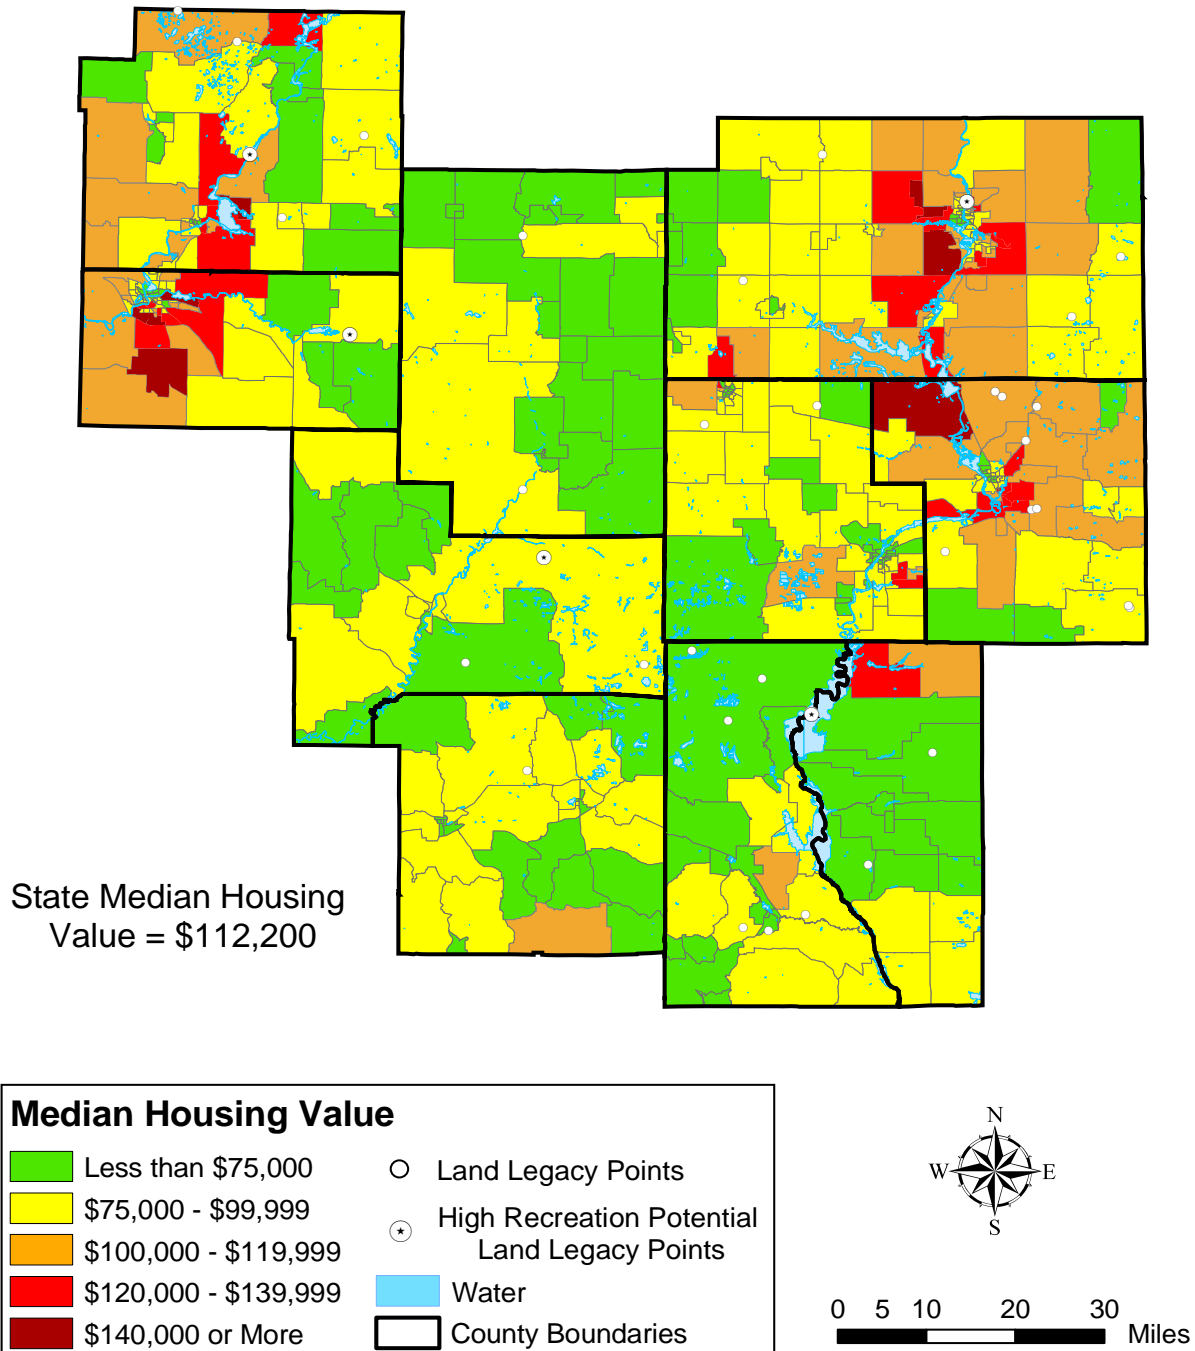 State Median Housing
Value = $112,200
Median Housing Value
Less than $75,000
$75,000 - $99,999
$100,000 - $119,999
$120,000 - $139,999
$140,000 or More
Land Legacy Points
High Recreation Potential
Land Legacy Points
Water
County Boundaries
N
W E
S
0 5 10 20 30
Miles